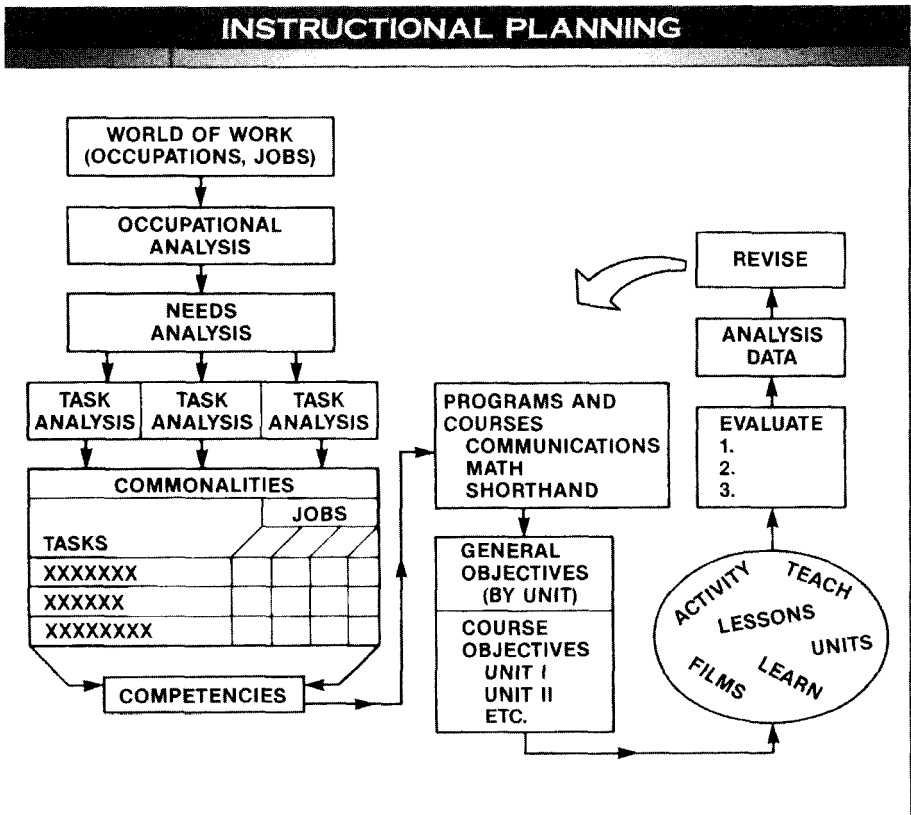 INSTRUCTIONAL PLANNING
WORLD OF WORK
(OCCUPATIONS, JOBS)
OCCUPATIONAL
ANALYSIS
NEEDS
ANALYSIS
TASK
ANALYSIS
TASK
ANALYSIS
TASK
ANALYSIS
COMMONALITIES
JOBS
TASKS
XXXXXXX
XXXXXX
XXXXXXXX
COMPETENCIES
PROGRAMS AND
COURSES
COMMUNICATIONS
MATH
SHORTHAND
GENERAL
OBJECTIVES
(BY UNIT)
COURSE
OBJECTIVES
UNIT I
UNIT II
ETC.
ACTIVITY
TEACH
LESSONS
UNITS
FILMS
LEARN
EVALUATE
1.
2.
3.
ANALYSIS
DATA
REVISE